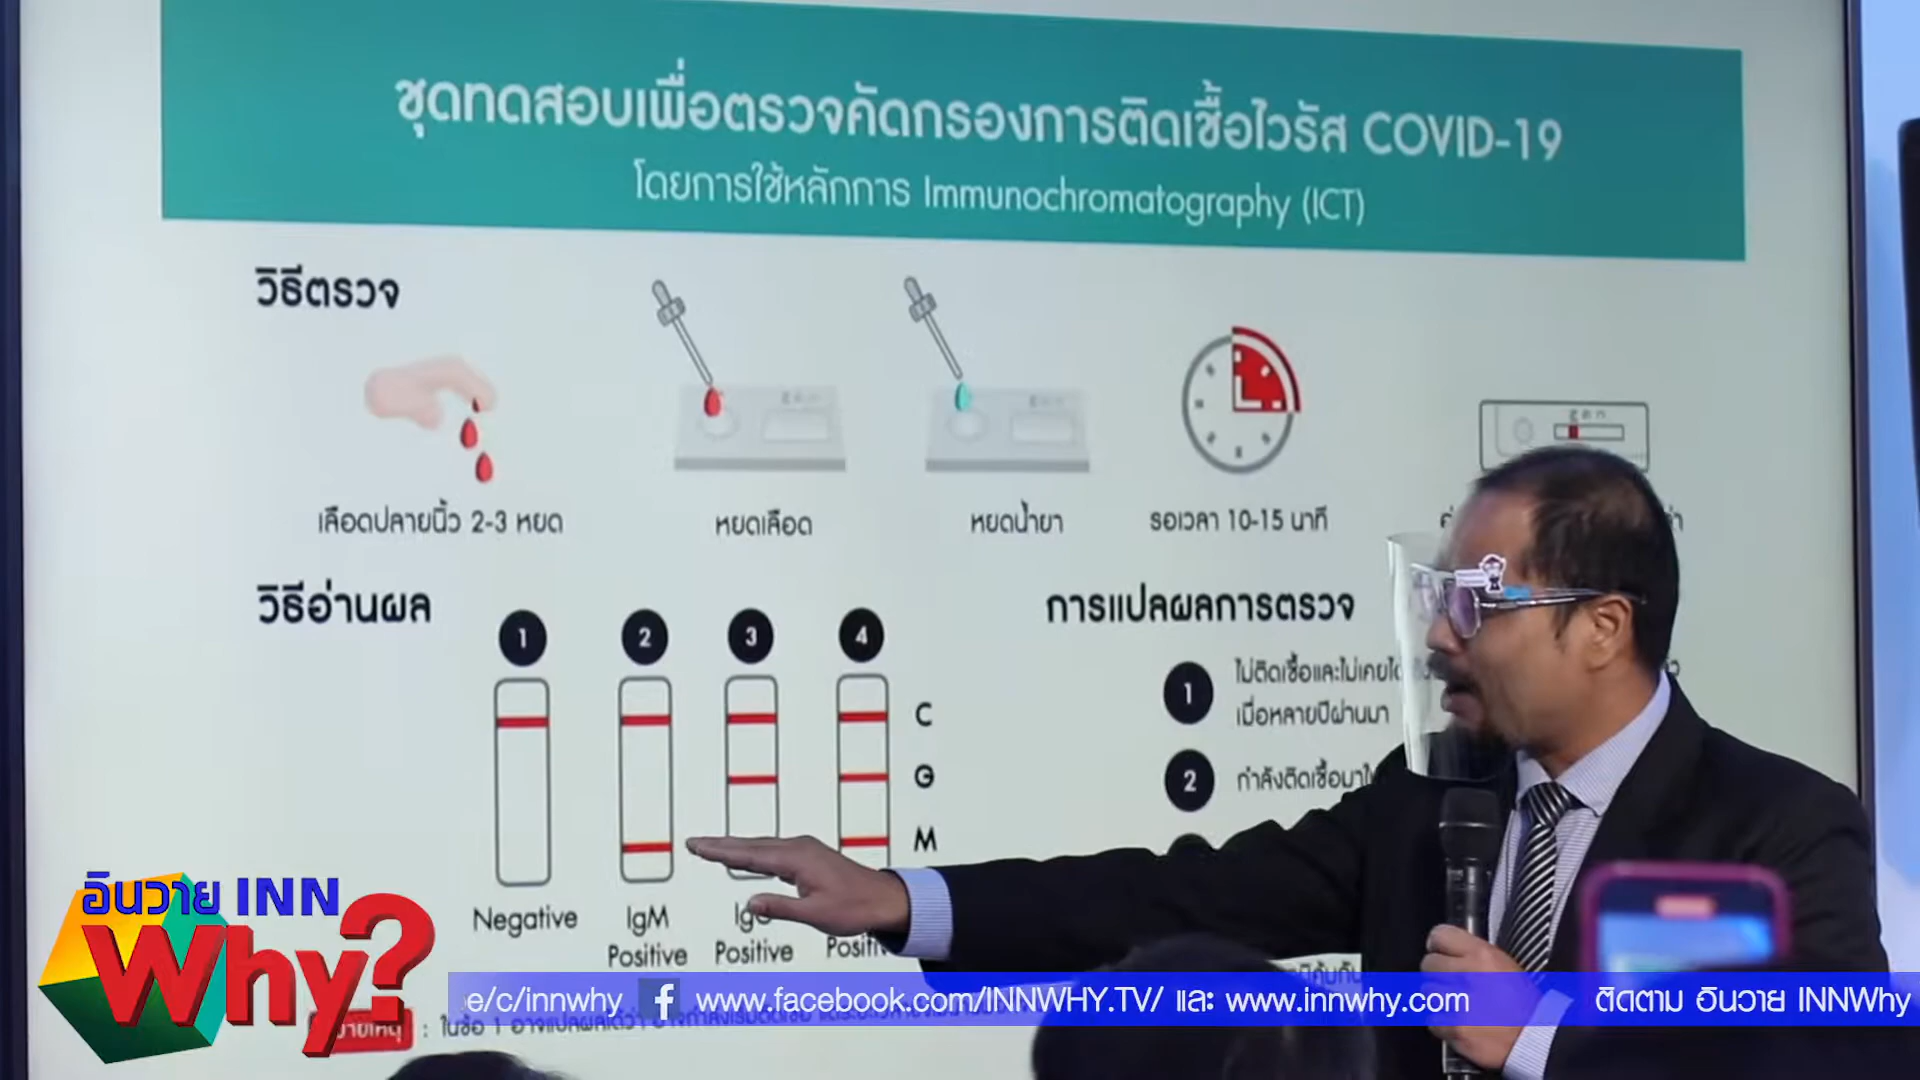 ชุดทดสอบเพื่อตรวจคัดกรองการติดเชื้อไวรัส COVID-19
โดยการใช้หลักการ Immunochromatography (ICT)
วิธีตรวจ
เลือดปลายนิ้ว 2-3 หยด
หยดเลือด
หยดน้ำยา
รอเวลา 10-15 นาที
วิธีอ่านผล
1 2 3 4
C
G
M
Negative
IgM
Positive
Positive
การแปลผลการตรวจ
1 ไม่ติดเชื้อและไม่เคย
เมื่อหลายปีผ่านมา
2 กำลังติดเชื้อมา
: ในข้อ 1
อินวาย INN
Why?
e/c/innwhy www.facebook.com/INNWHY.TV/ และ www.innwhy.com ติดตาม อินวาย INNWhy